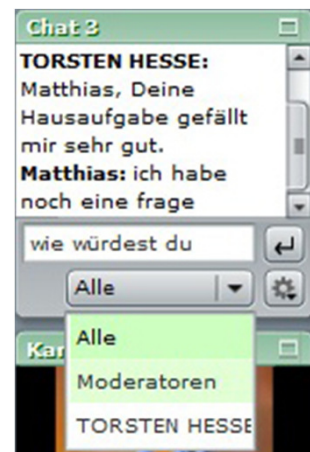 Chat 3
TORSTEN HESSE:
Matthias, Deine
Hausaufgabe gefällt
mir sehr gut.
Matthias: ich habe
noch eine frage
wie würdest du
Alle
Alle
Moderatoren
TORSTEN HESSE